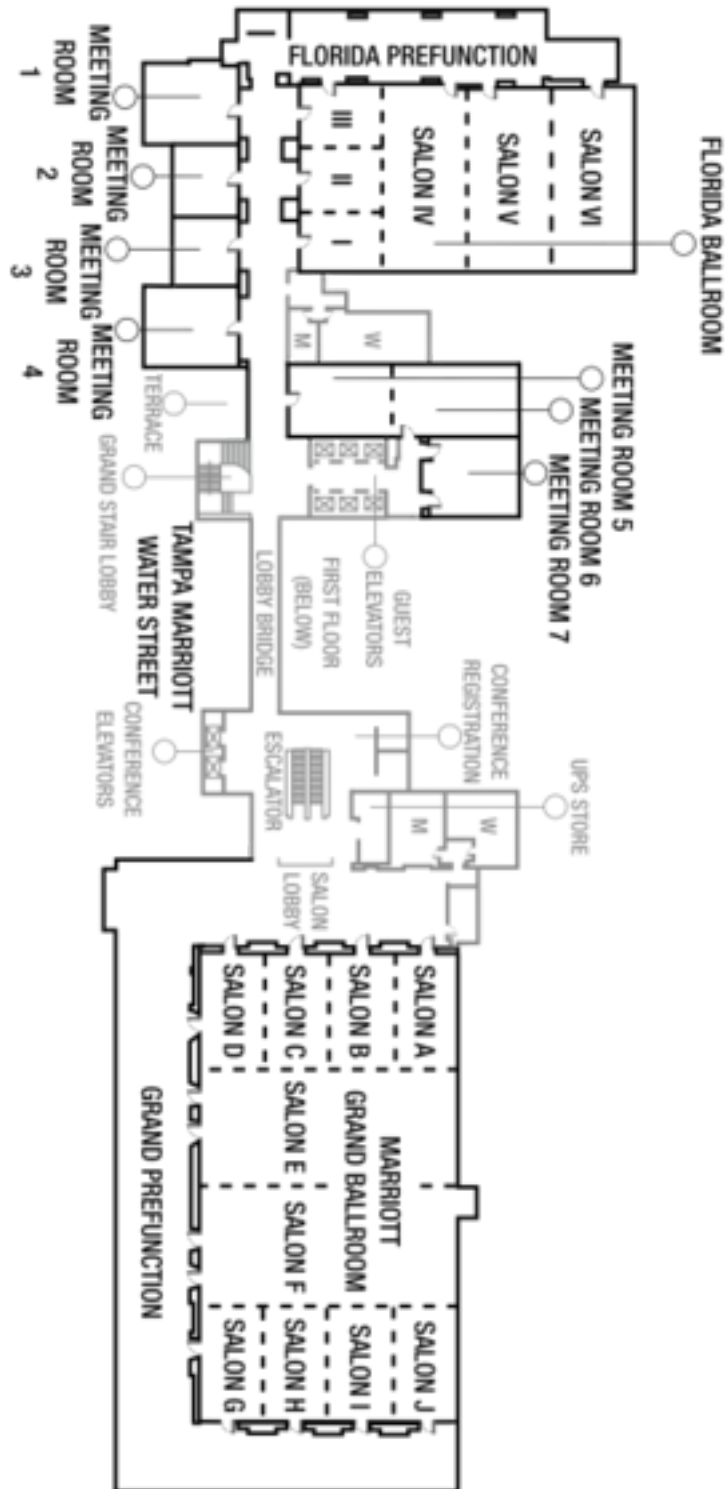 FLORIDA PREFUNCTION
FLORIDA BALLROOM
SALON VI
SALON V
SALON IV
III
II
I
MEETING
ROOM
1
MEETING
ROOM
2
MEETING
ROOM
3
MEETING
ROOM
4
M
W
MEETING ROOM 5
MEETING ROOM 6
MEETING ROOM 7
TERRACE
GRAND STAIR LOBBY
GUEST
ELEVATORS
FIRST FLOOR
(BELOW)
LOBBY BRIDGE
TAMPA MARRIOTT
WATER STREET
CONFERENCE
ELEVATORS
CONFERENCE
REGISTRATION
ESCALATOR
UPS STORE
M
W
SALON
LOBBY
SALON A
SALON B
SALON C
SALON D
MARRIOTT
GRAND BALLROOM
SALON E
SALON F
SALON J
SALON I
SALON H
SALON G
GRAND PREFUNCTION